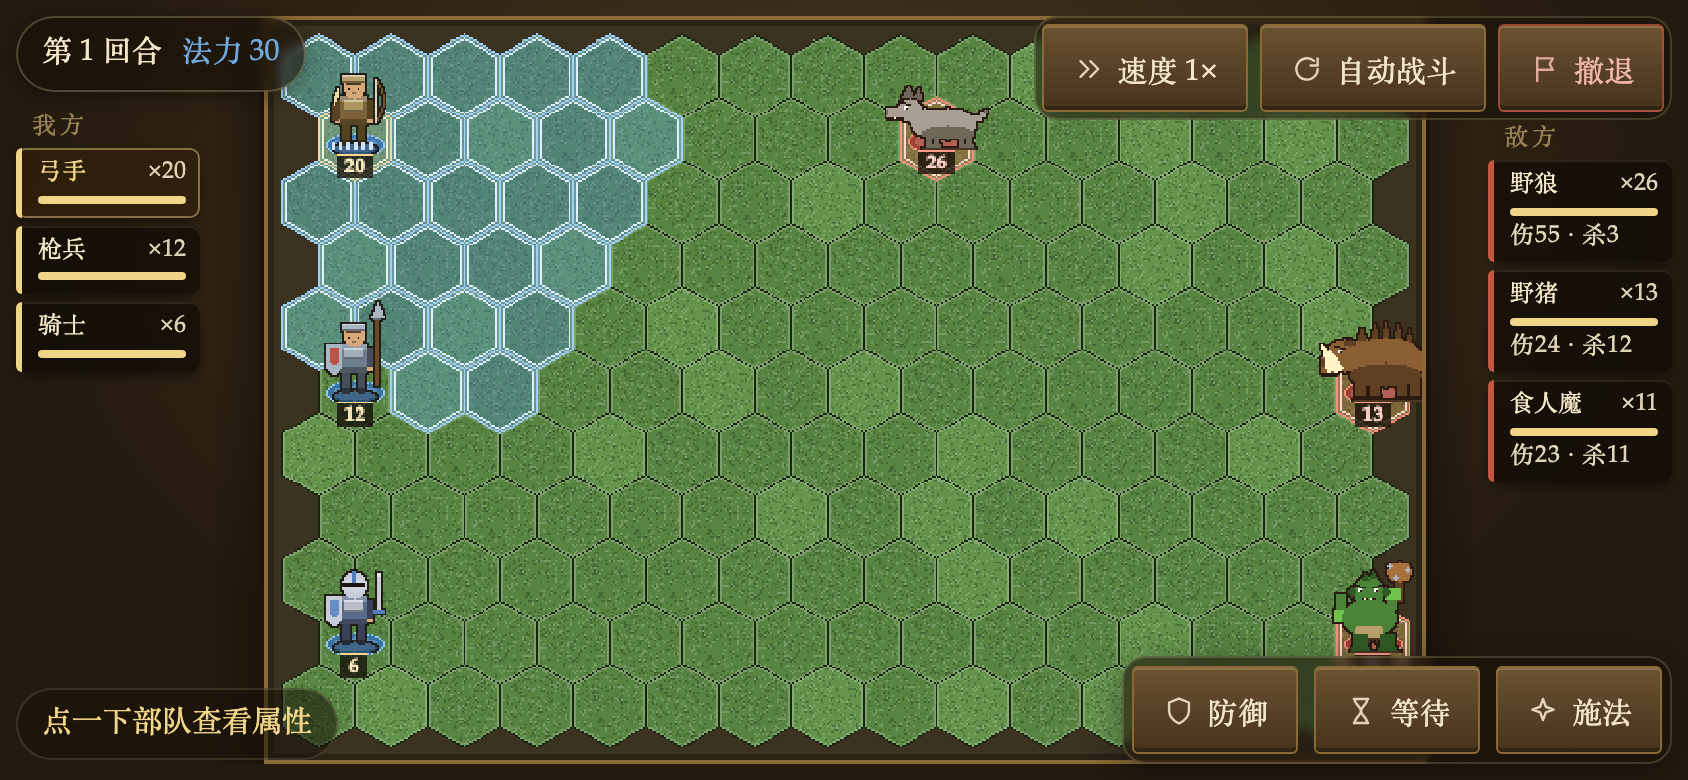 第 1 回合 法力 30
速度 1×
自动战斗
撤退
我方
弓手 ×20
枪兵 ×12
骑士 ×6
敌方
野狼 ×26
伤55 · 杀3
野猪 ×13
伤24 · 杀12
食人魔 ×11
伤23 · 杀11
20
26
12
13
6
点一下部队查看属性
防御
等待
施法